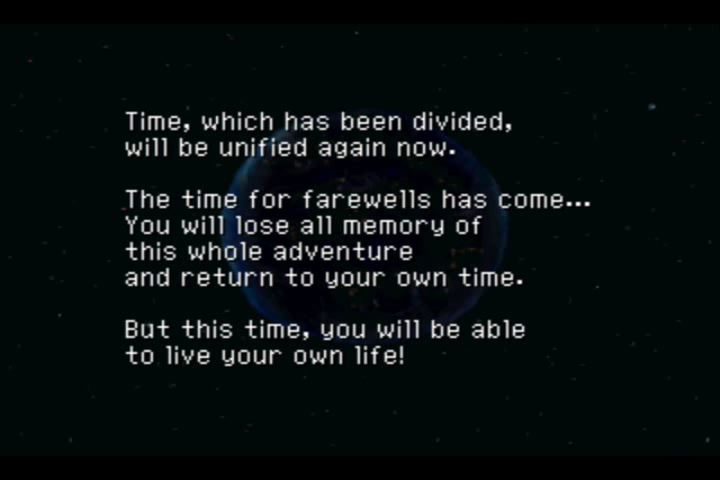 Time, which has been divided,
will be unified again now.
The time for farewells has come...
You will lose all memory of
this whole adventure
and return to your own time.
But this time, you will be able
to live your own life!